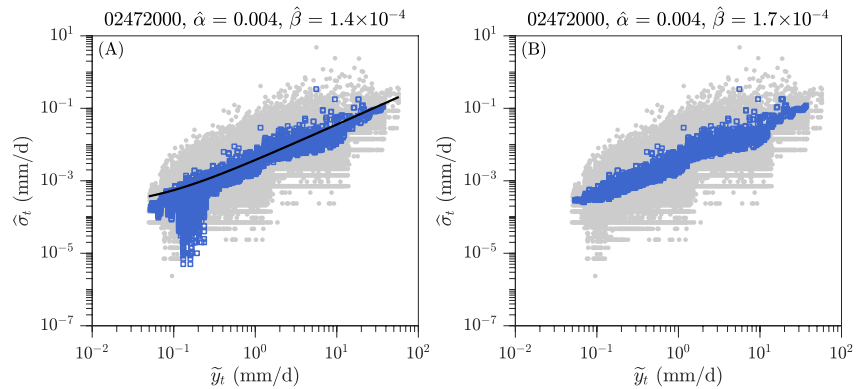 02472000, α̂ = 0.004, β̂ = 1.4×10⁻⁴
(A)
10¹
10⁻¹
10⁻³
10⁻⁵
10⁻⁷
σ̂ₜ (mm/d)
10⁻² 10⁻¹ 10⁰ 10¹ 10²
ỹₜ (mm/d)
02472000, α̂ = 0.004, β̂ = 1.7×10⁻⁴
(B)
10¹
10⁻¹
10⁻³
10⁻⁵
10⁻⁷
σ̂ₜ (mm/d)
10⁻² 10⁻¹ 10⁰ 10¹ 10²
ỹₜ (mm/d)